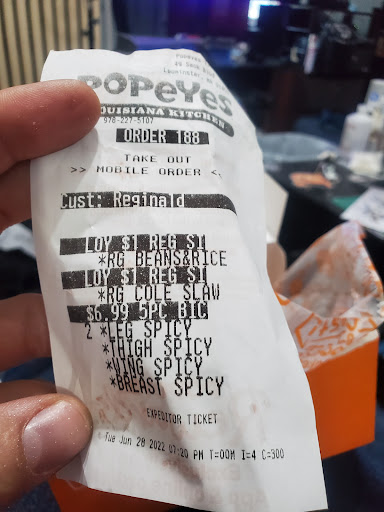 POPEYES
LOUISIANA KITCHEN
978-227-5107
ORDER 188
TAKE OUT
>> MOBILE ORDER <
Cust: Reginald
LOY $1 REG SI
*RG BEANS&RICE
LOY $1 REG SI
*RG COLE SLAW
$6.99 5PC BIC
2 *LEG SPICY
*THIGH SPICY
*WING SPICY
*BREAST SPICY
EXPEDITOR TICKET
Tue Jun 28 2022 07:20 PM T=OOM I=4 C=300